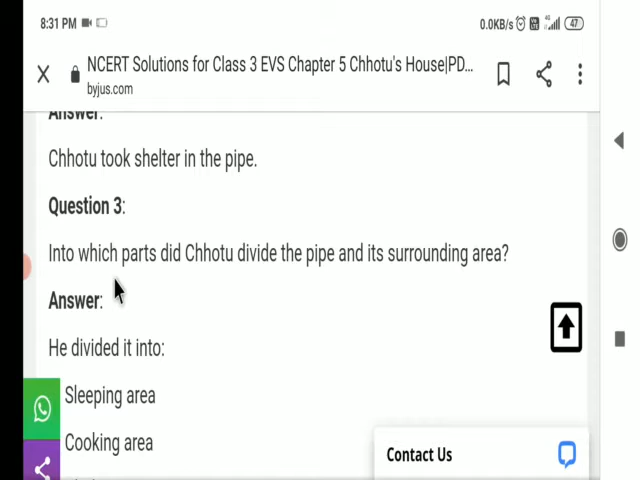 8:31 PM
0.0KB/s
47
NCERT Solutions for Class 3 EVS Chapter 5 Chhotu's House|PD...
byjus.com
Answer:
Chhotu took shelter in the pipe.
Question 3:
Into which parts did Chhotu divide the pipe and its surrounding area?
Answer:
He divided it into:
Sleeping area
Cooking area
Contact Us